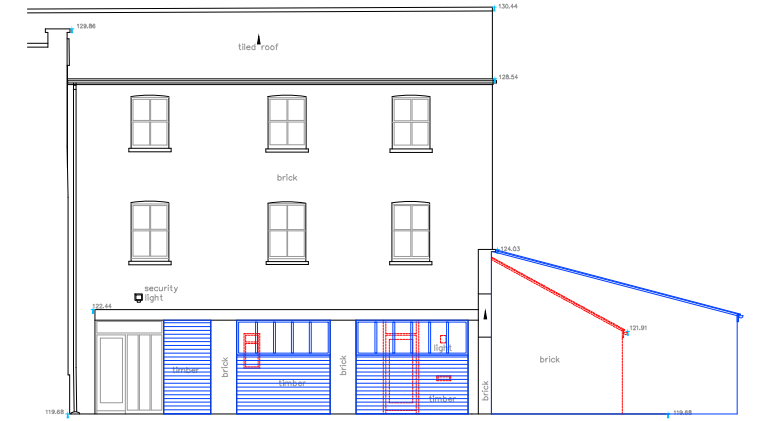 130.44
129.86
tiled roof
128.54
brick
124.03
security
light
122.44
121.91
light
brick
timber
brick
brick
timber
brick
timber
119.68
119.68